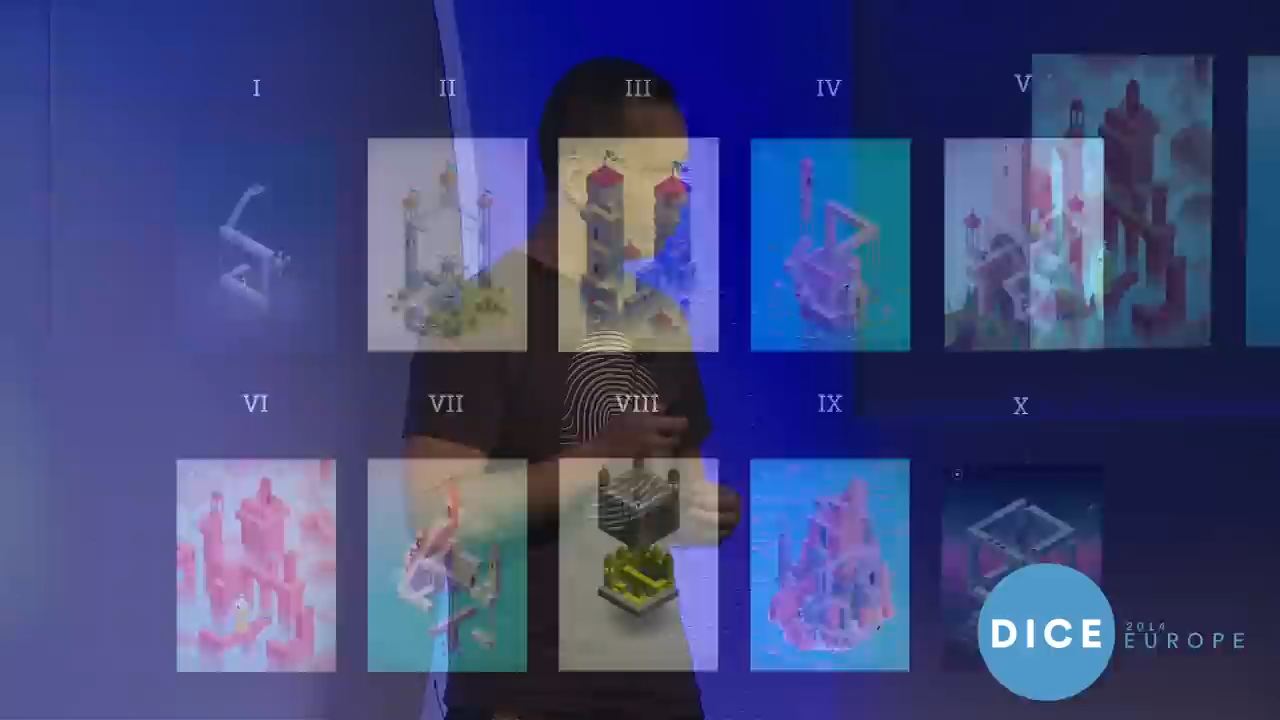 I II III IV V
VI VII VIII IX X
DICE
2014
EUROPE